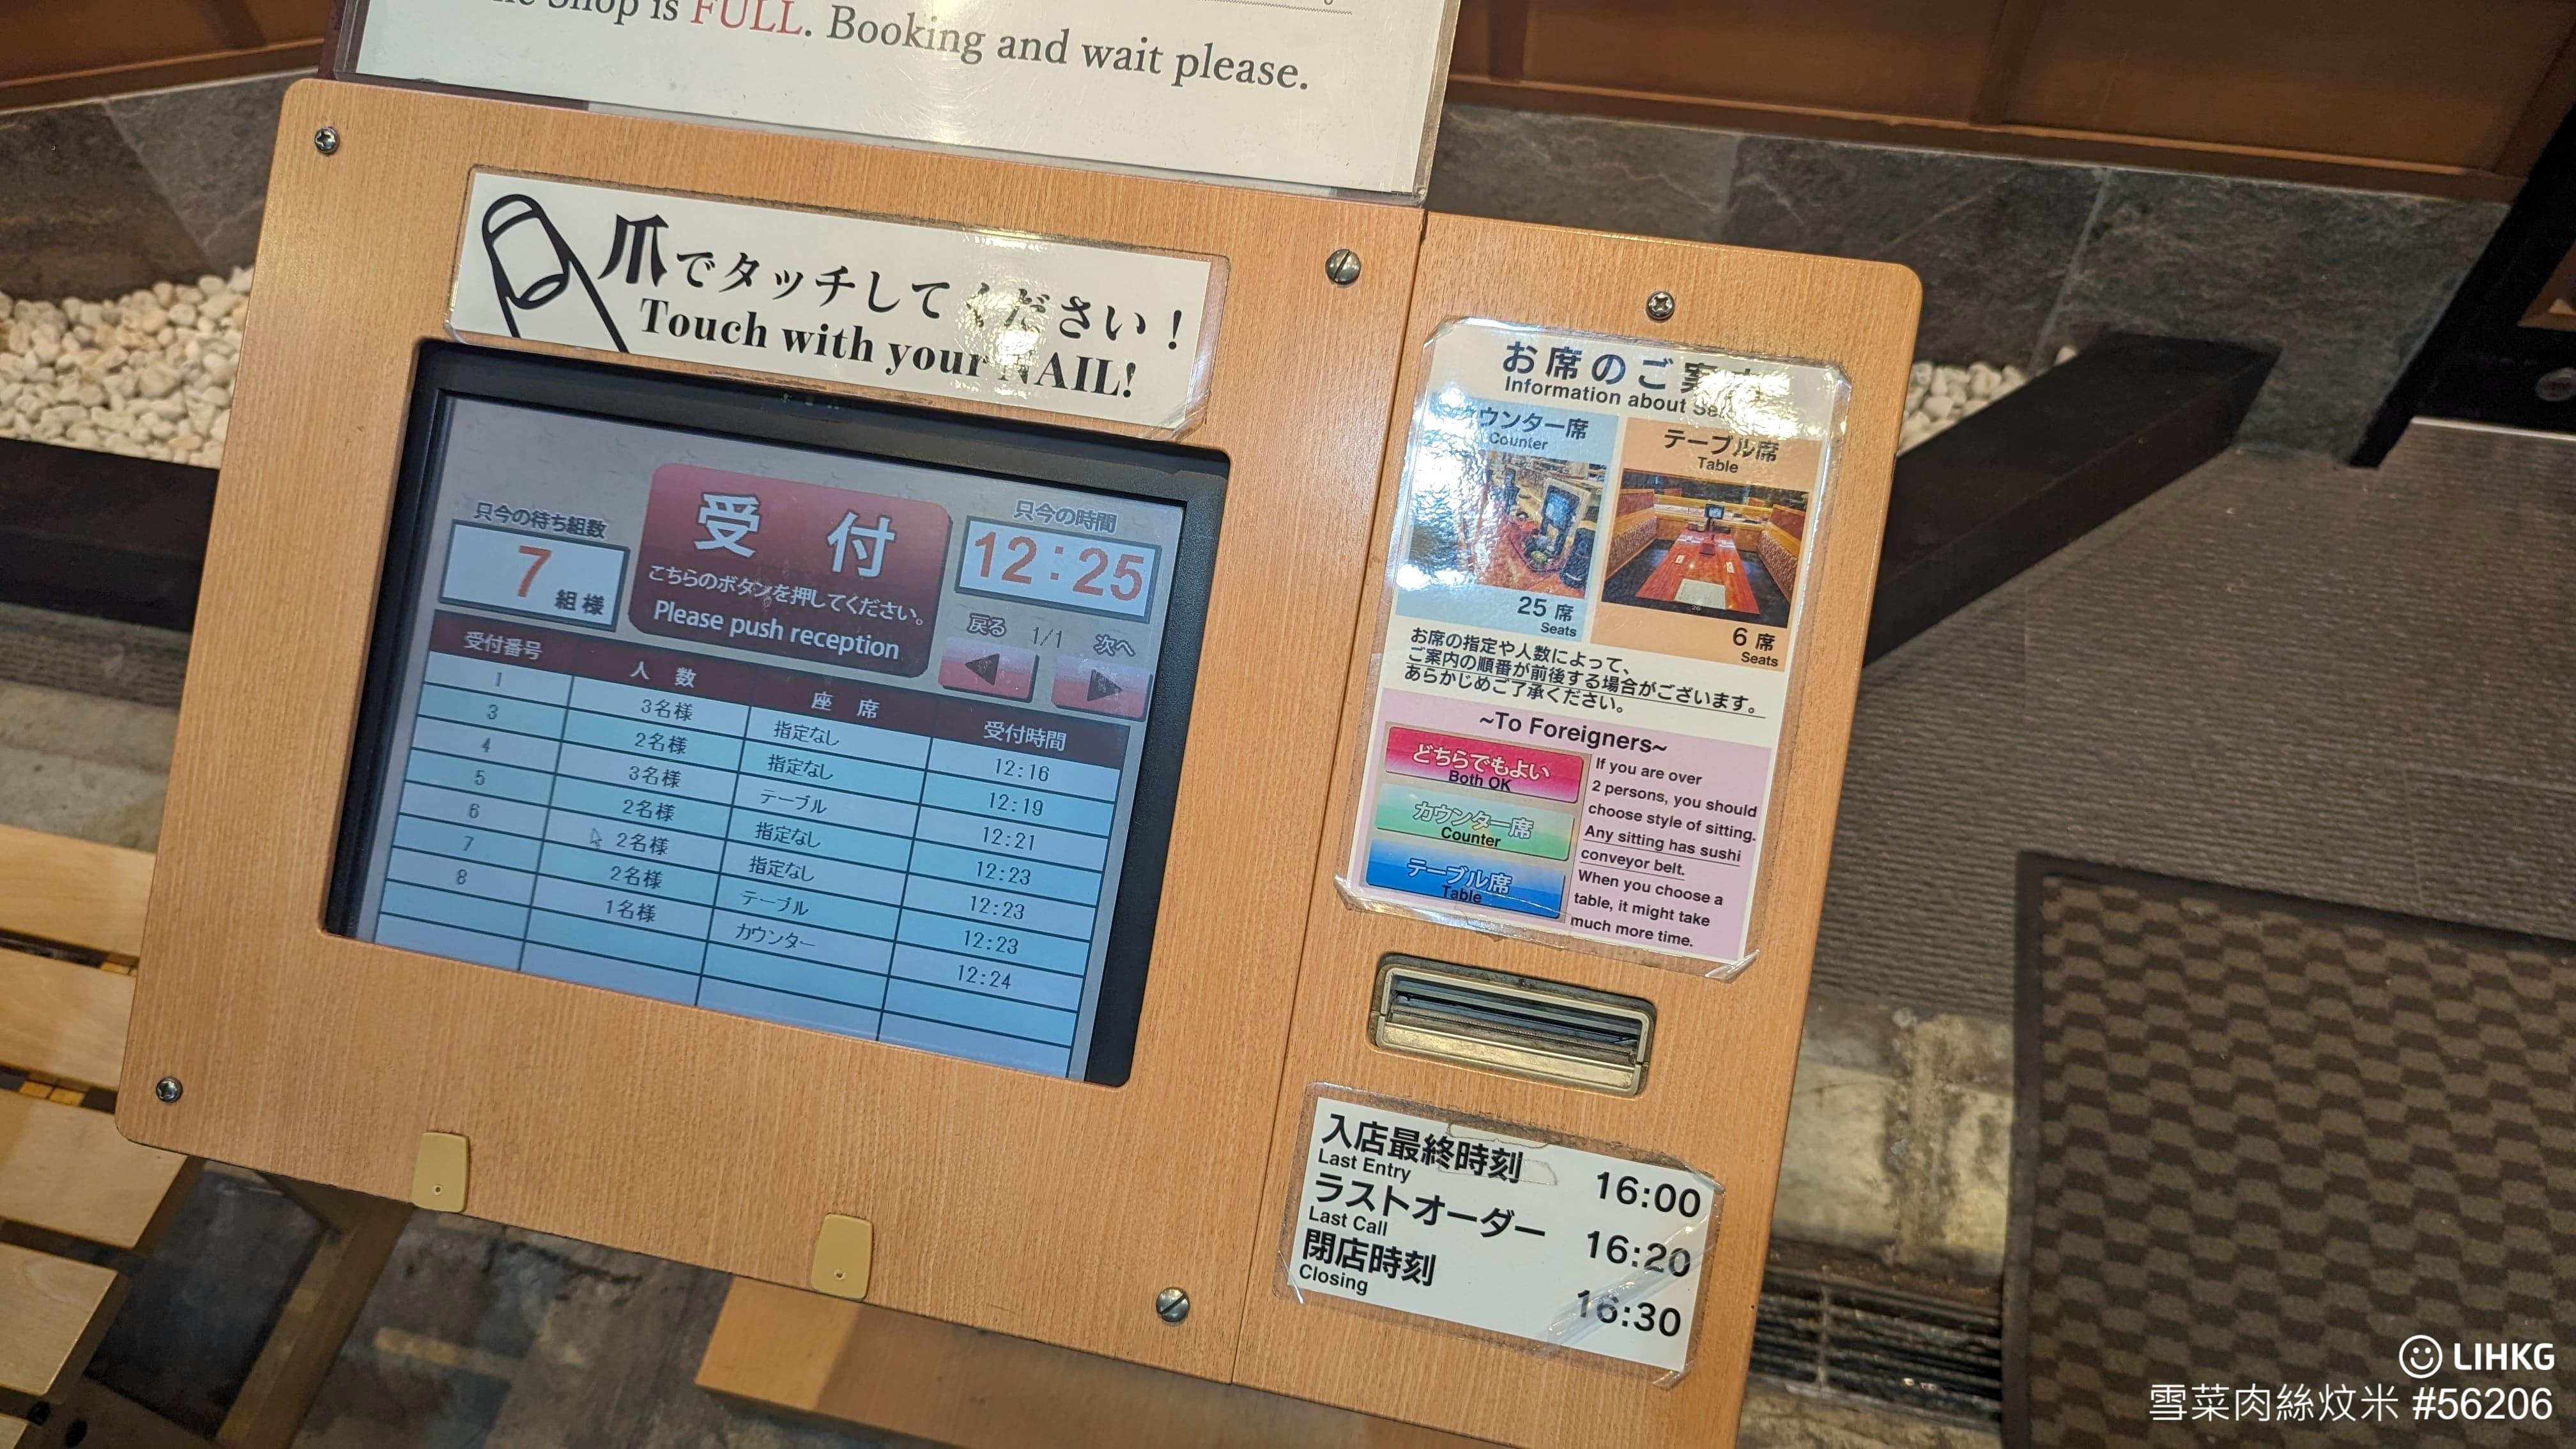 Shop is FULL. Booking and wait please.
爪でタッチしてください！
Touch with your NAIL!
只今の待ち組数
7 組様
受 付
こちらのボタンを押してください。
Please push reception
只今の時間
12:25
戻る 1/1 次へ
受付番号 人 数 座 席 受付時間
1 3名様 指定なし 12:16
3 2名様 指定なし 12:19
4 3名様 テーブル 12:21
5 2名様 指定なし 12:23
6 2名様 指定なし 12:23
7 2名様 テーブル 12:23
8 1名様 カウンター 12:24
お席のご案内
Information about
カウンター席
Counter
25 席
Seats
テーブル席
Table
6 席
Seats
お席の指定や人数によって、
ご案内の順番が前後する場合がございます。
あらかじめご了承ください。
~To Foreigners~
どちらでもよい
Both OK
カウンター席
Counter
テーブル席
Table
If you are over
2 persons, you should
choose style of sitting.
Any sitting has sushi
conveyor belt.
When you choose a
table, it might take
much more time.
入店最終時刻 16:00
Last Entry
ラストオーダー 16:20
Last Call
閉店時刻 16:30
Closing
LIHKG
雪菜肉絲炆米 #56206